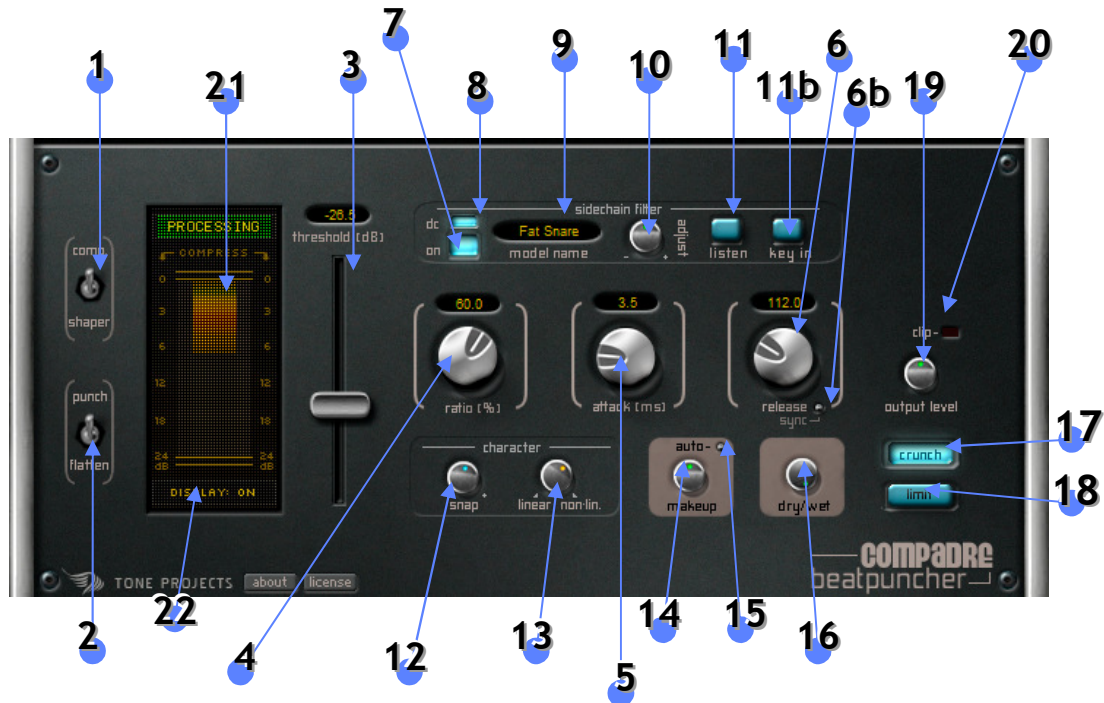 7
20
1
3
9
11
6
19
21
8
10
11b
6b
sidechain filter
dc
on
Fat Snare
model name
- +
adjust
listen
key in
PROCESSING
COMPRESS
0 0
3 3
6 6
12 12
18 18
24 24
dB dB
DISPLAY: ON
-26.5
threshold [dB]
comp
shaper
punch
flatten
60.0
ratio [%]
3.5
attack [ms]
112.0
release
sync
clip-
output level
character
snap
+
linear non-lin.
auto-
makeup
dry/wet
crunch
17
limit
18
COMPADRE
beatpuncher
TONE PROJECTS
about
license
2
22
4
12
13
5
14
15
16